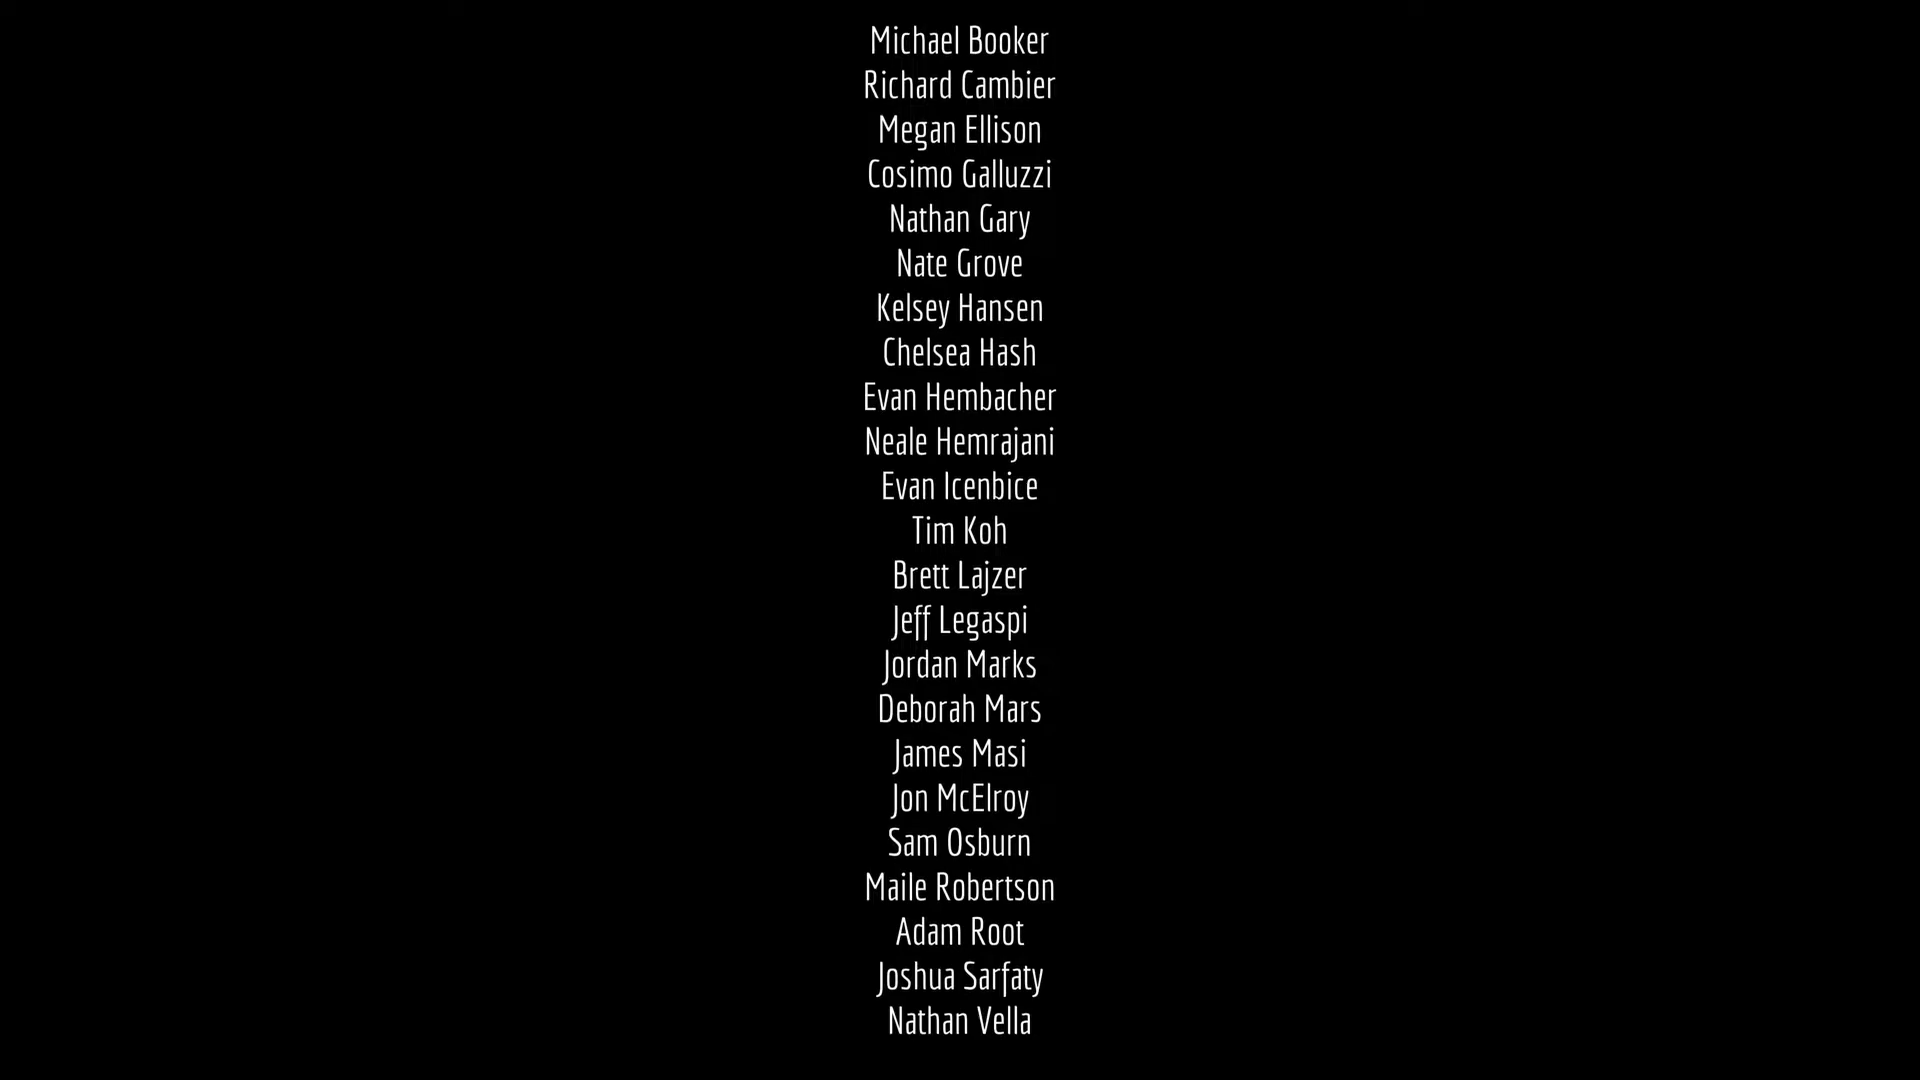 Michael Booker
Richard Cambier
Megan Ellison
Cosimo Galluzzi
Nathan Gary
Nate Grove
Kelsey Hansen
Chelsea Hash
Evan Hembacher
Neale Hemrajani
Evan Icenbice
Tim Koh
Brett Lajzer
Jeff Legaspi
Jordan Marks
Deborah Mars
James Masi
Jon McElroy
Sam Osburn
Maile Robertson
Adam Root
Joshua Sarfaty
Nathan Vella